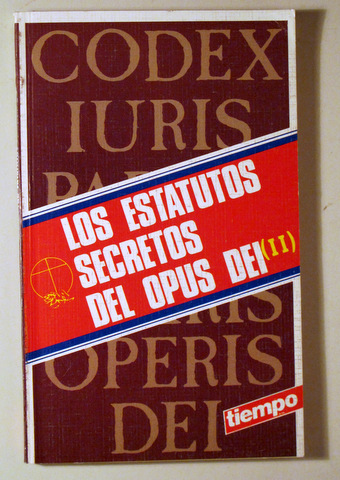 CODEX
IURIS
LOS ESTATUTOS
SECRETOS
DEL OPUS DEI (II)
OPERIS
DEI
tiempo